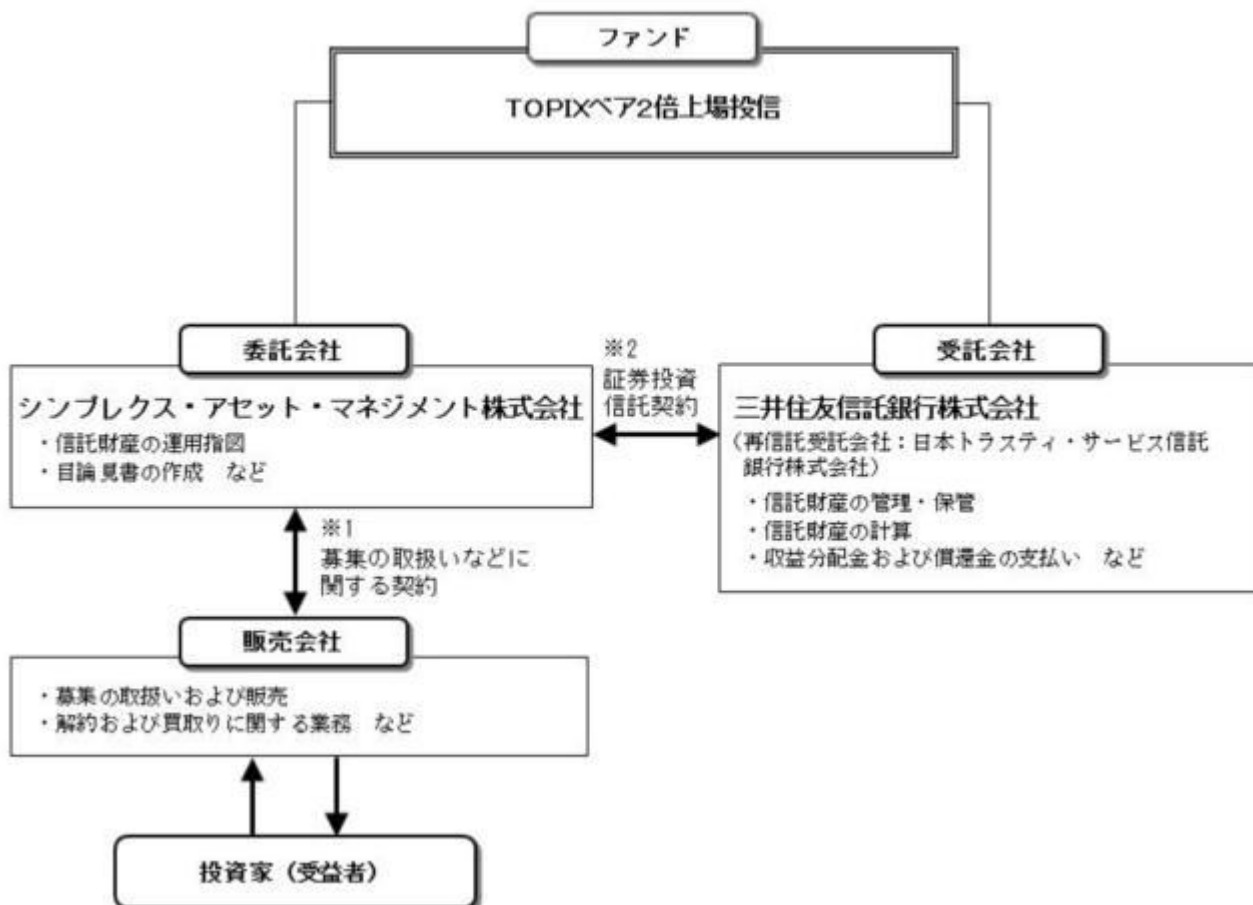 ファンド
TOPIXベア2倍上場投信
委託会社
シンプレクス・アセット・マネジメント株式会社
・信託財産の運用指図
・目論見書の作成　など
※2
証券投資
信託契約
受託会社
三井住友信託銀行株式会社
（再信託受託会社：日本トラスティ・サービス信託
銀行株式会社）
・信託財産の管理・保管
・信託財産の計算
・収益分配金および償還金の支払い　など
※1
募集の取扱いなどに
関する契約
販売会社
・募集の取扱いおよび販売
・解約および買取りに関する業務　など
投資家（受益者）